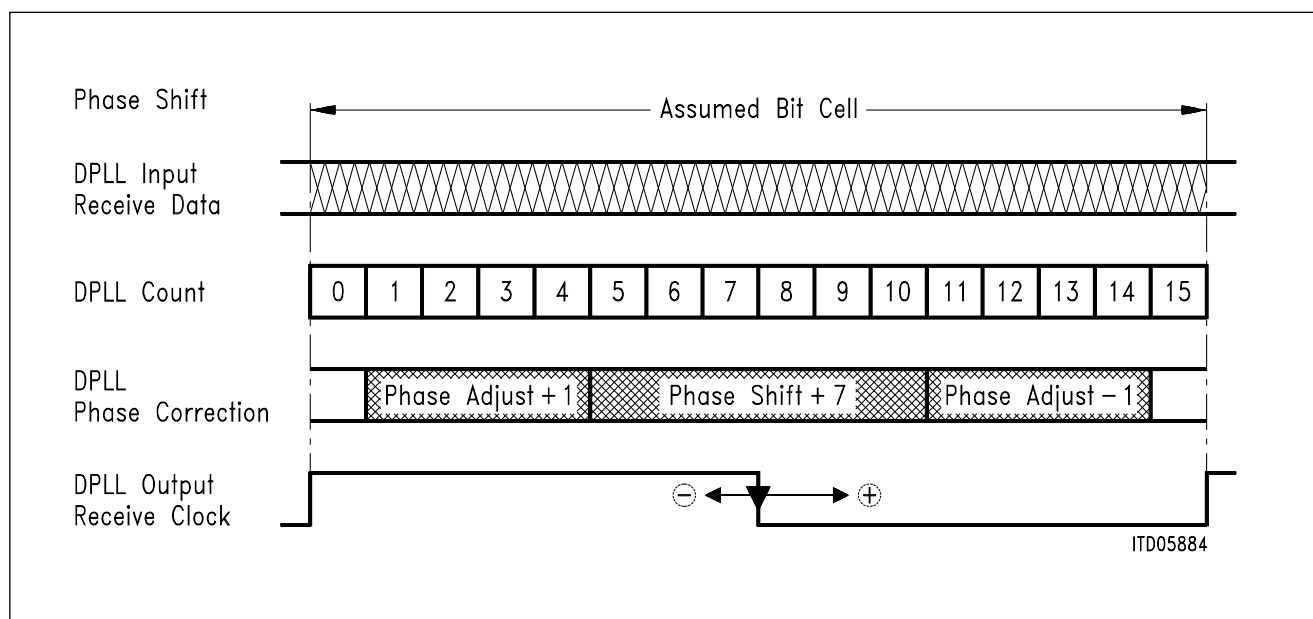 Phase Shift
Assumed Bit Cell
DPLL Input
Receive Data
DPLL Count
0 1 2 3 4 5 6 7 8 9 10 11 12 13 14 15
DPLL
Phase Correction
Phase Adjust + 1
Phase Shift + 7
Phase Adjust − 1
DPLL Output
Receive Clock
− +
ITD05884